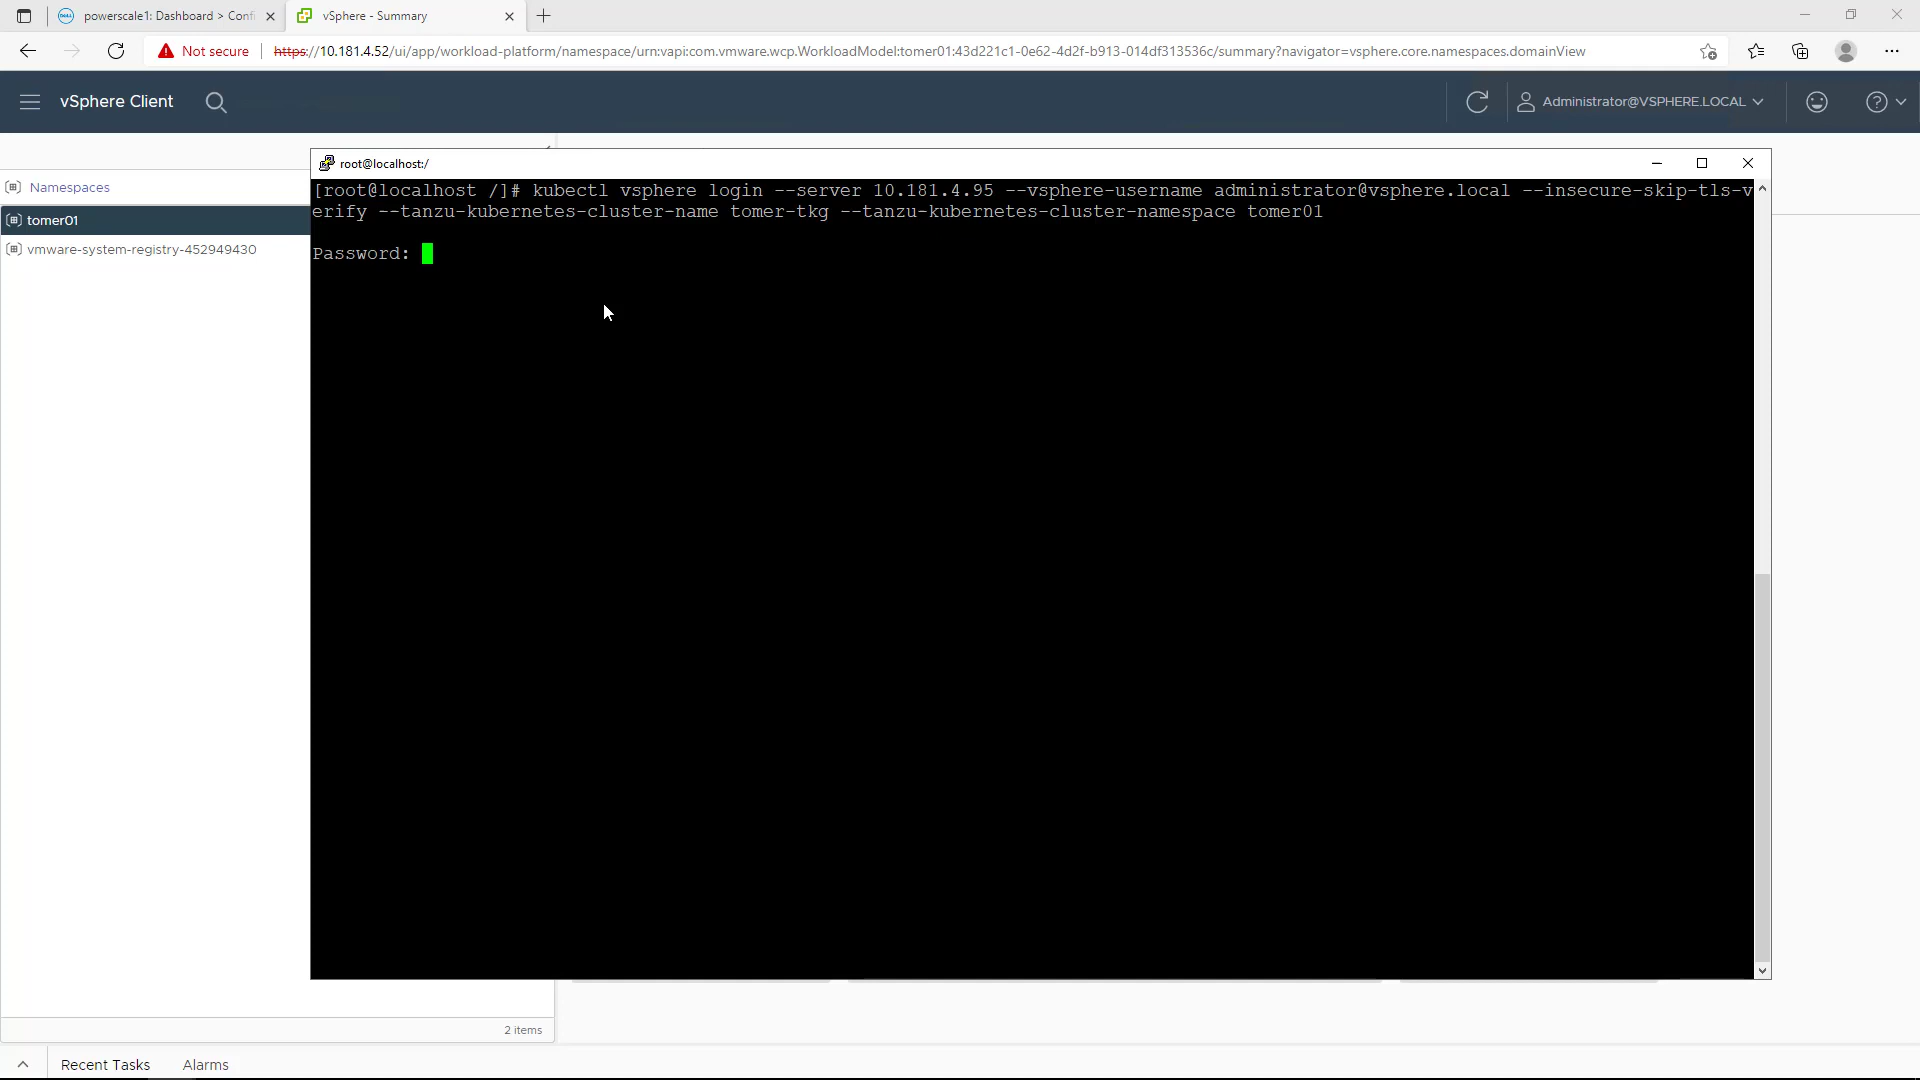 powerscale1: Dashboard > Confi
vSphere - Summary
Not secure
https://10.181.4.52/ui/app/workload-platform/namespace/urn:vapi:com.vmware.wcp.WorkloadModel:tomer01:43d221c1-0e62-4d2f-b913-014df313536c/summary?navigator=vsphere.core.namespaces.domainView
vSphere Client
Administrator@VSPHERE.LOCAL
root@localhost:/
Namespaces
tomer01
vmware-system-registry-452949430
[root@localhost /]# kubectl vsphere login --server 10.181.4.95 --vsphere-username administrator@vsphere.local --insecure-skip-tls-v
erify --tanzu-kubernetes-cluster-name tomer-tkg --tanzu-kubernetes-cluster-namespace tomer01
Password:
2 items
Recent Tasks
Alarms